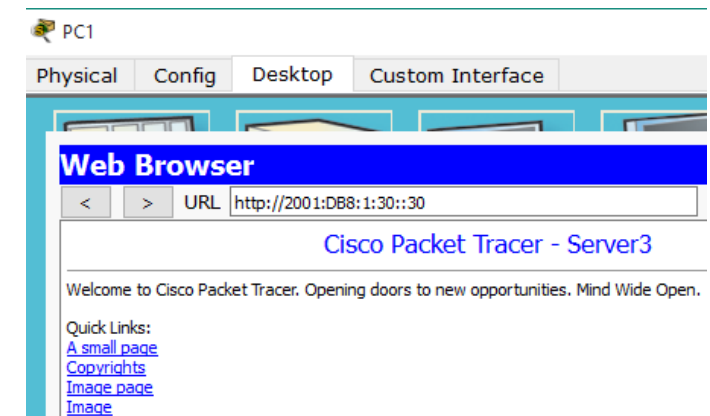 PC1
Physical Config Desktop Custom Interface
Web Browser
< > URL http://2001:DB8:1:30::30
Cisco Packet Tracer - Server3
Welcome to Cisco Packet Tracer. Opening doors to new opportunities. Mind Wide Open.
Quick Links:
A small page
Copyrights
Image page
Image